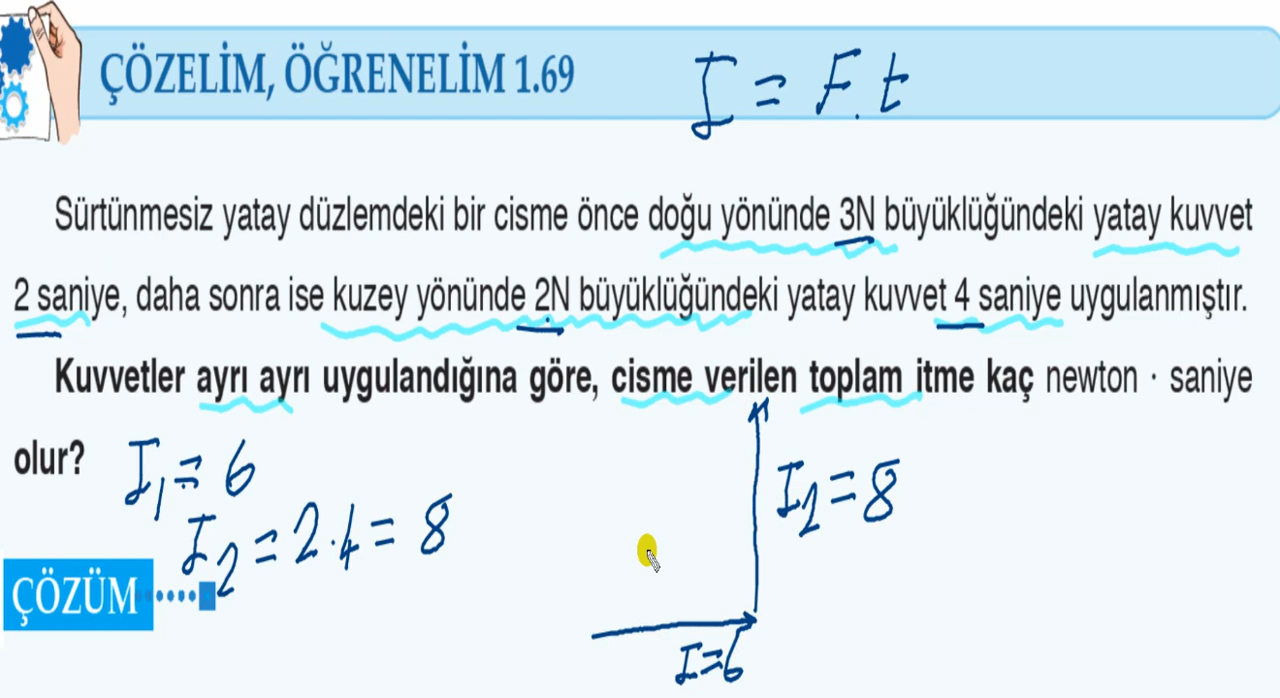 ÇÖZELİM, ÖĞRENELİM 1.69
I = F.t
Sürtünmesiz yatay düzlemdeki bir cisme önce doğu yönünde 3N büyüklüğündeki yatay kuvvet
2 saniye, daha sonra ise kuzey yönünde 2N büyüklüğündeki yatay kuvvet 4 saniye uygulanmıştır.
Kuvvetler ayrı ayrı uygulandığına göre, cisme verilen toplam itme kaç newton · saniye
olur?
I₁ = 6
I₂ = 2.4 = 8
I₂ = 8
ÇÖZÜM
I=6